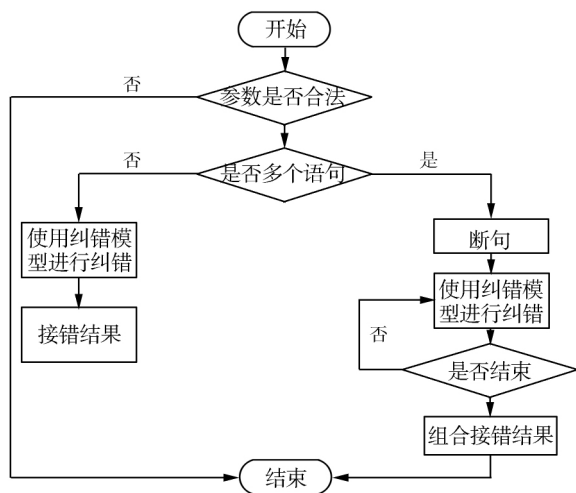 开始
否
参数是否合法
否
是否多个语句
是
使用纠错模
型进行纠错
断句
使用纠错模
型进行纠错
接错结果
否
是否结束
组合接错结果
结束